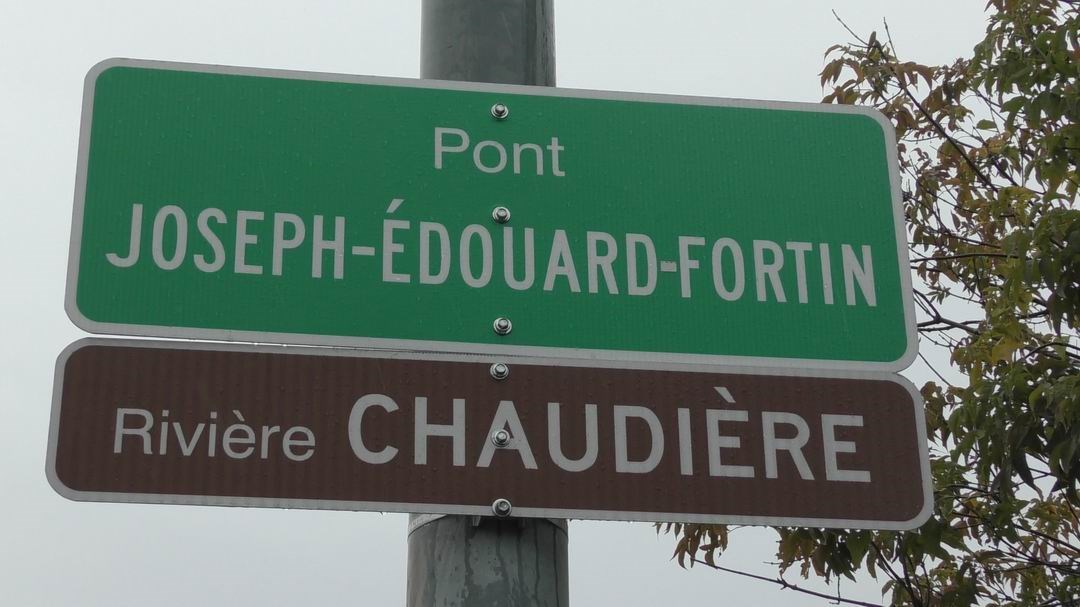 Pont
JOSEPH-ÉDOUARD-FORTIN
Rivière CHAUDIÈRE